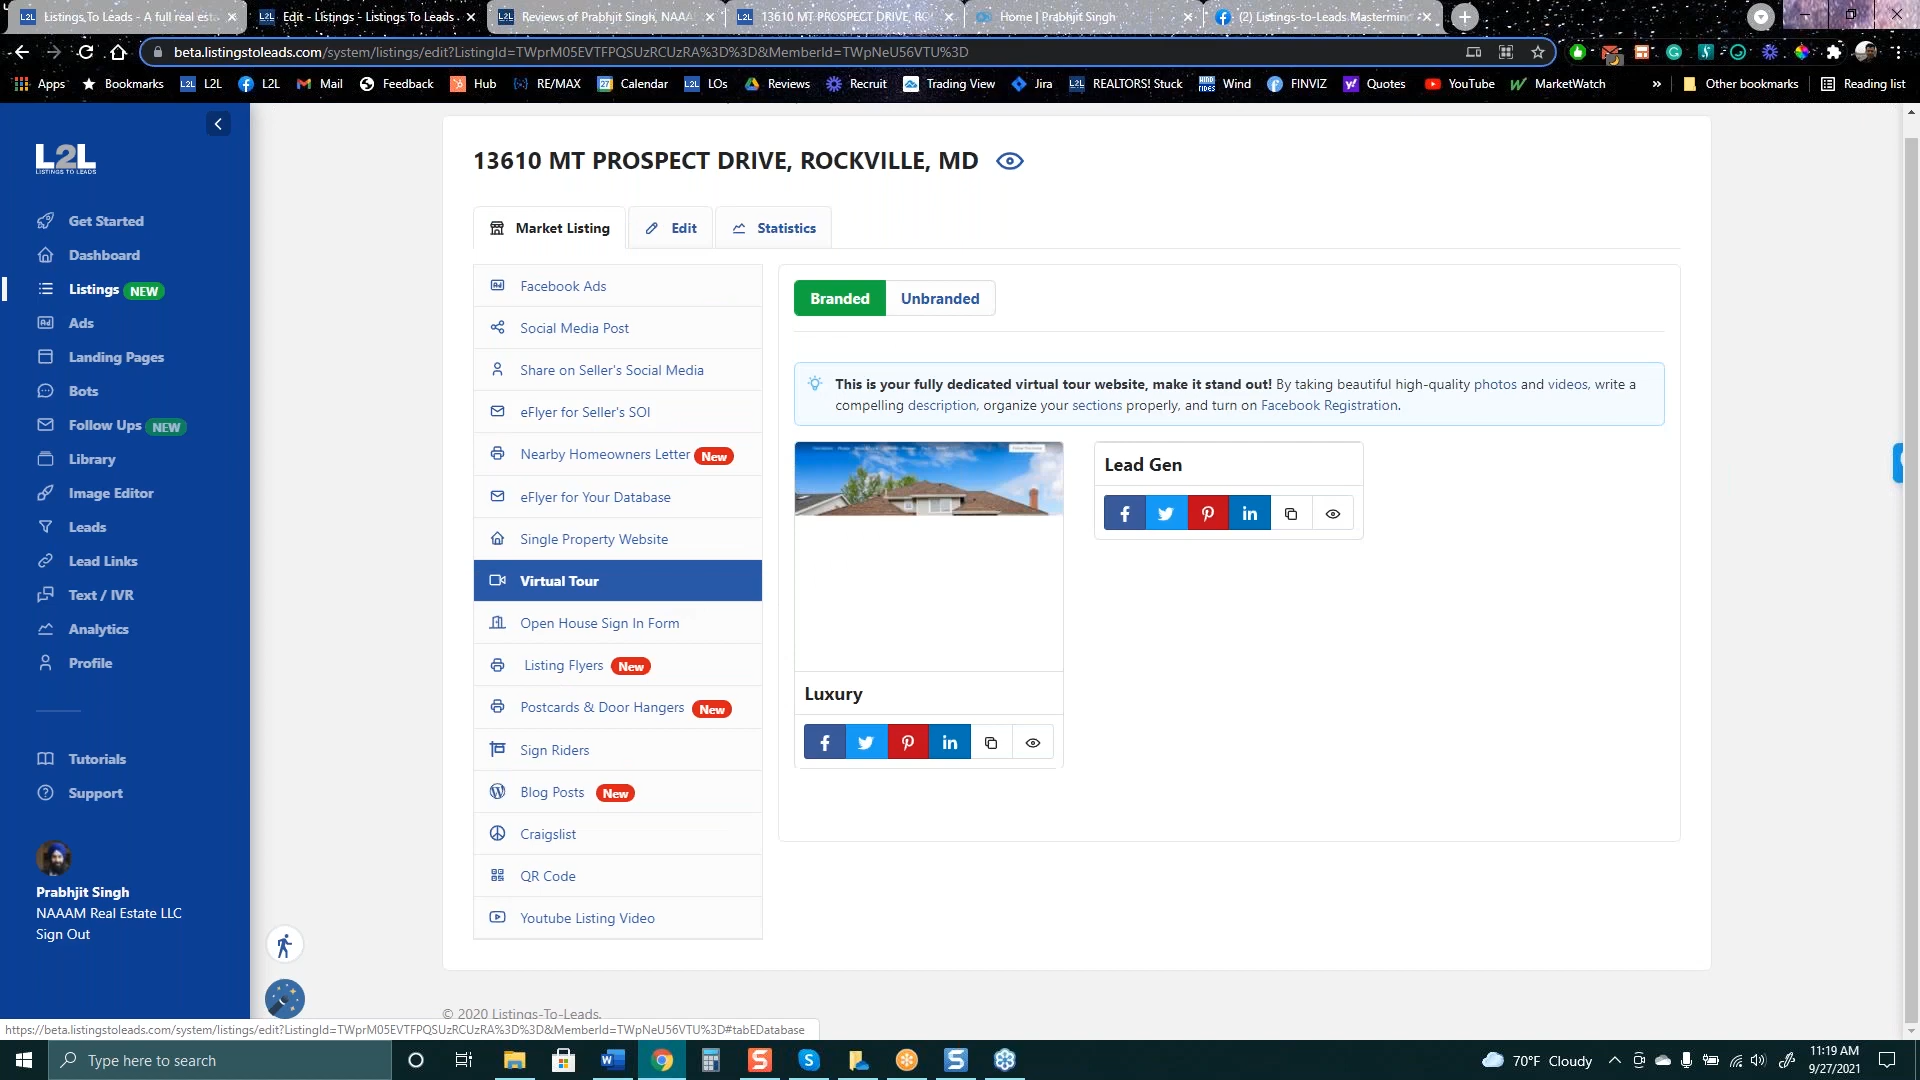 Listings To Leads - A full real esta
Edit - Listings - Listings To Leads
Reviews of Prabhjit Singh, NAAA
13610 MT PROSPECT DRIVE, RO
Home | Prabhjit Singh
(2) Listings-to-Leads Mastermind
beta.listingstoleads.com/system/listings/edit?ListingId=TWprM05EVTFPQSUzRCUzRA%3D%3D&MemberId=TWpNeU56VTU%3D
Apps
Bookmarks
L2L
L2L
Mail
Feedback
Hub
RE/MAX
Calendar
LOs
Reviews
Recruit
Trading View
Jira
REALTORS! Stuck
Wind
FINVIZ
Quotes
YouTube
MarketWatch
»
Other bookmarks
Reading list
L2L
LISTINGS TO LEADS
Get Started
Dashboard
Listings NEW
Ads
Landing Pages
Bots
Follow Ups NEW
Library
Image Editor
Leads
Lead Links
Text / IVR
Analytics
Profile
Tutorials
Support
Prabhjit Singh
NAAAM Real Estate LLC
Sign Out
13610 MT PROSPECT DRIVE, ROCKVILLE, MD
Market Listing
Edit
Statistics
Facebook Ads
Social Media Post
Share on Seller's Social Media
eFlyer for Seller's SOI
Nearby Homeowners Letter New
eFlyer for Your Database
Single Property Website
Virtual Tour
Open House Sign In Form
Listing Flyers New
Postcards & Door Hangers New
Sign Riders
Blog Posts New
Craigslist
QR Code
Youtube Listing Video
Branded
Unbranded
This is your fully dedicated virtual tour website, make it stand out! By taking beautiful high-quality photos and videos, write a
compelling description, organize your sections properly, and turn on Facebook Registration.
Luxury
Lead Gen
© 2020 Listings-To-Leads.
https://beta.listingstoleads.com/system/listings/edit?ListingId=TWprM05EVTFPQSUzRCUzRA%3D%3D&MemberId=TWpNeU56VTU%3D#tabEDatabase
Type here to search
70°F Cloudy
11:19 AM
9/27/2021